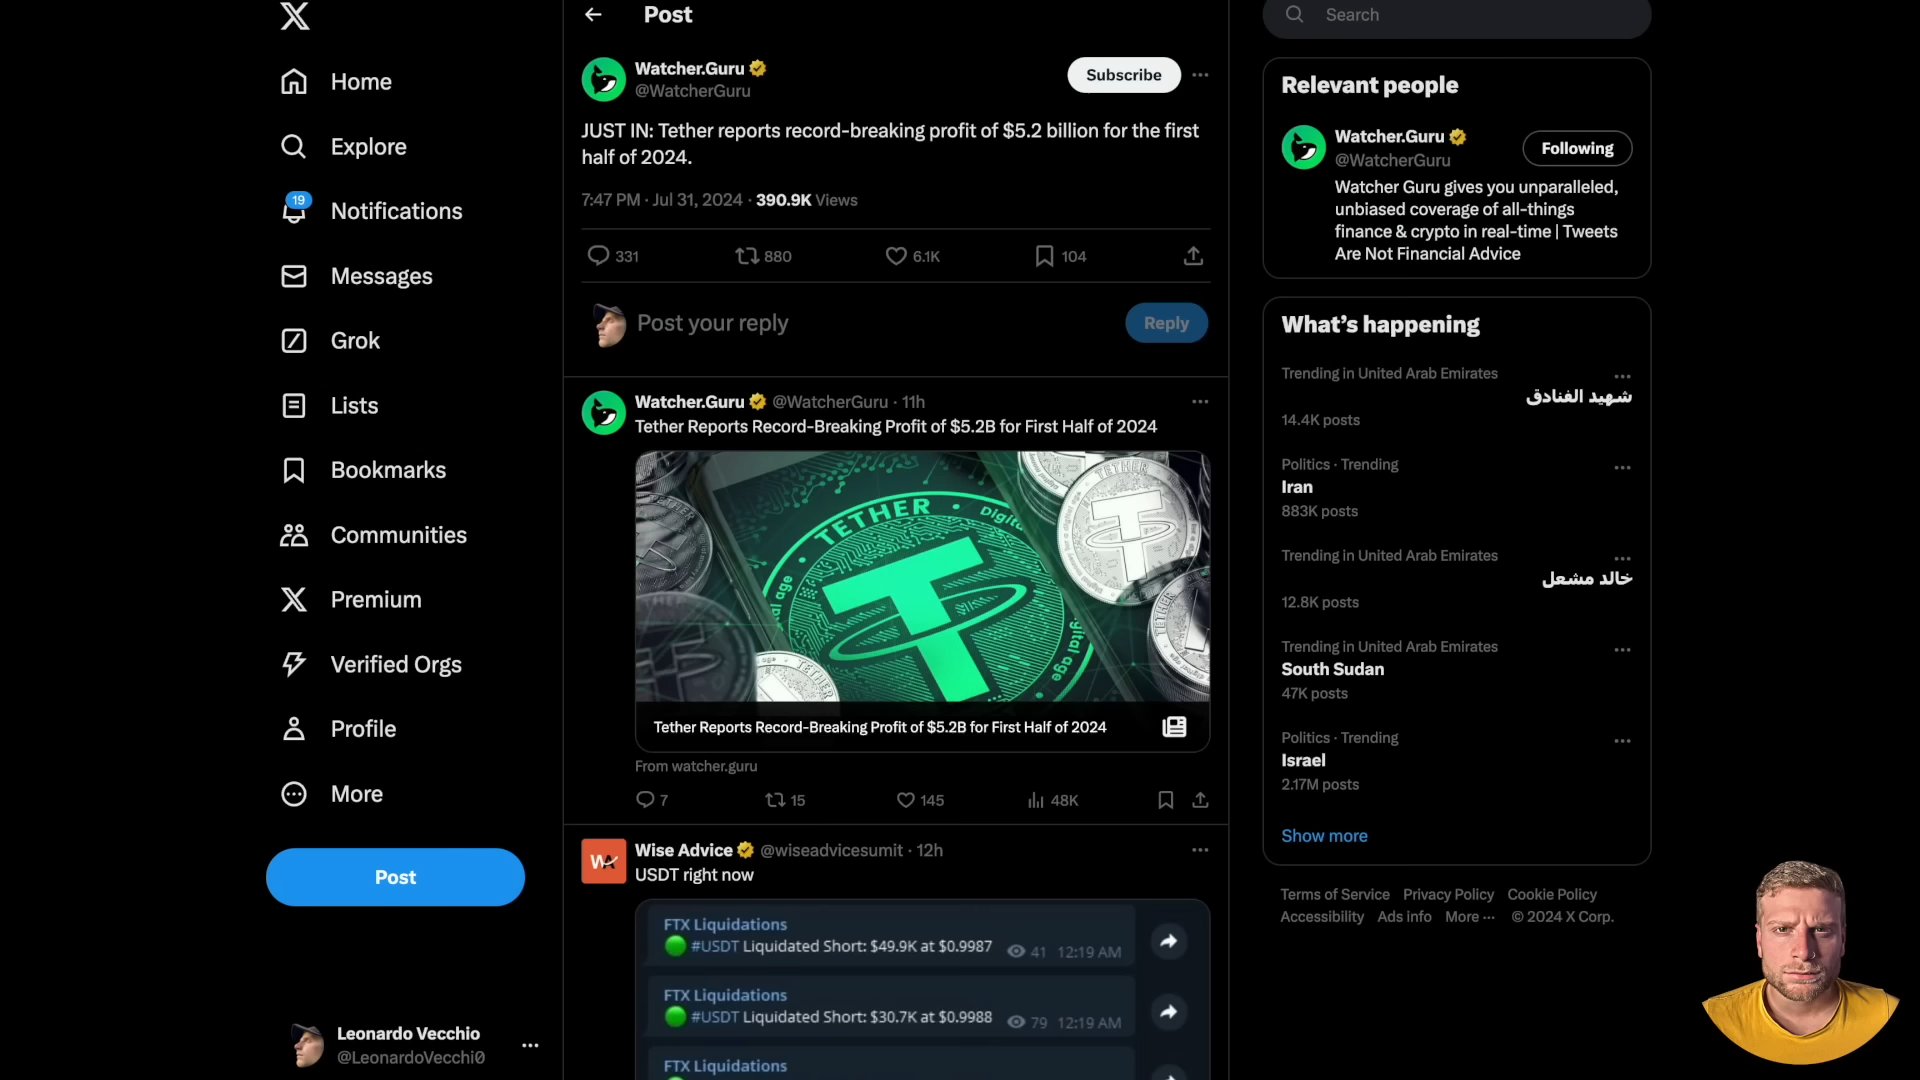 Home
Explore
19
Notifications
Messages
Grok
Lists
Bookmarks
Communities
Premium
Verified Orgs
Profile
More
Post
Leonardo Vecchio
@LeonardoVecchi0
Post
Watcher.Guru
@WatcherGuru
Subscribe
JUST IN: Tether reports record-breaking profit of $5.2 billion for the first
half of 2024.
7:47 PM · Jul 31, 2024 · 390.9K Views
331 880 6.1K 104
Post your reply
Reply
Watcher.Guru @WatcherGuru · 11h
Tether Reports Record-Breaking Profit of $5.2B for First Half of 2024
TETHER
Digital age
TETHER
TETHER
Tether Reports Record-Breaking Profit of $5.2B for First Half of 2024
From watcher.guru
7 15 145 48K
Wise Advice @wiseadvicesumit · 12h
WA
USDT right now
FTX Liquidations
#USDT Liquidated Short: $49.9K at $0.9987 41 12:19 AM
FTX Liquidations
#USDT Liquidated Short: $30.7K at $0.9988 79 12:19 AM
FTX Liquidations
Search
Relevant people
Watcher.Guru
@WatcherGuru
Following
Watcher Guru gives you unparalleled,
unbiased coverage of all-things
finance & crypto in real-time | Tweets
Are Not Financial Advice
What's happening
Trending in United Arab Emirates
شهيد الفنادق
14.4K posts
Politics · Trending
Iran
883K posts
Trending in United Arab Emirates
خالد مشعل
12.8K posts
Trending in United Arab Emirates
South Sudan
47K posts
Politics · Trending
Israel
2.17M posts
Show more
Terms of Service Privacy Policy Cookie Policy
Accessibility Ads info More ··· © 2024 X Corp.